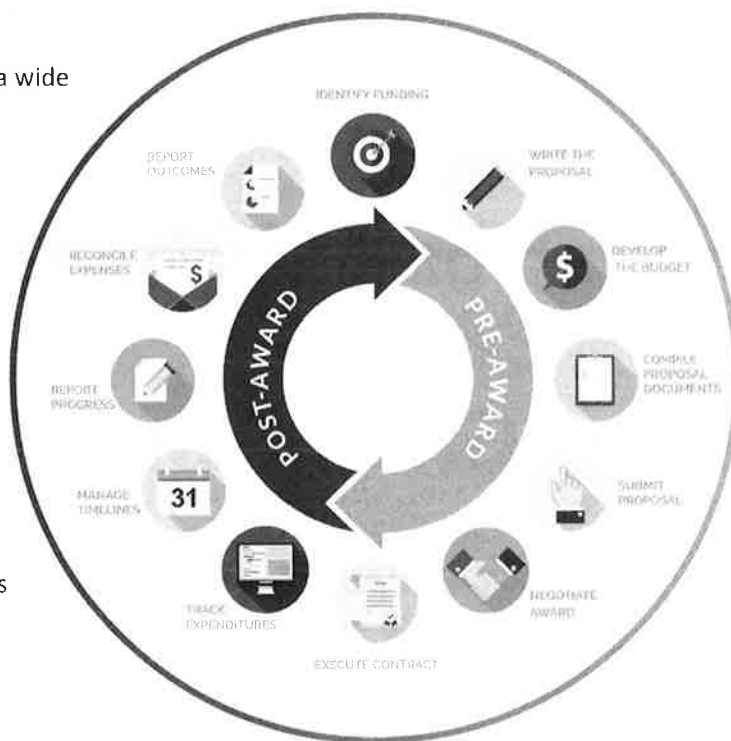 a wide
s
IDENTIFY FUNDING
WRITE THE
PROPOSAL
$
DEVELOP
THE BUDGET
COMPILE
PROPOSAL
DOCUMENTS
SUBMIT
PROPOSAL
NEGOTIATE
AWARD
EXECUTE CONTRACT
TRACK
EXPENDITURES
31
MANAGE
TIMELINES
REPORT
PROGRESS
$
RECONCILE
EXPENSES
REPORT
OUTCOMES
POST-AWARD
PRE-AWARD